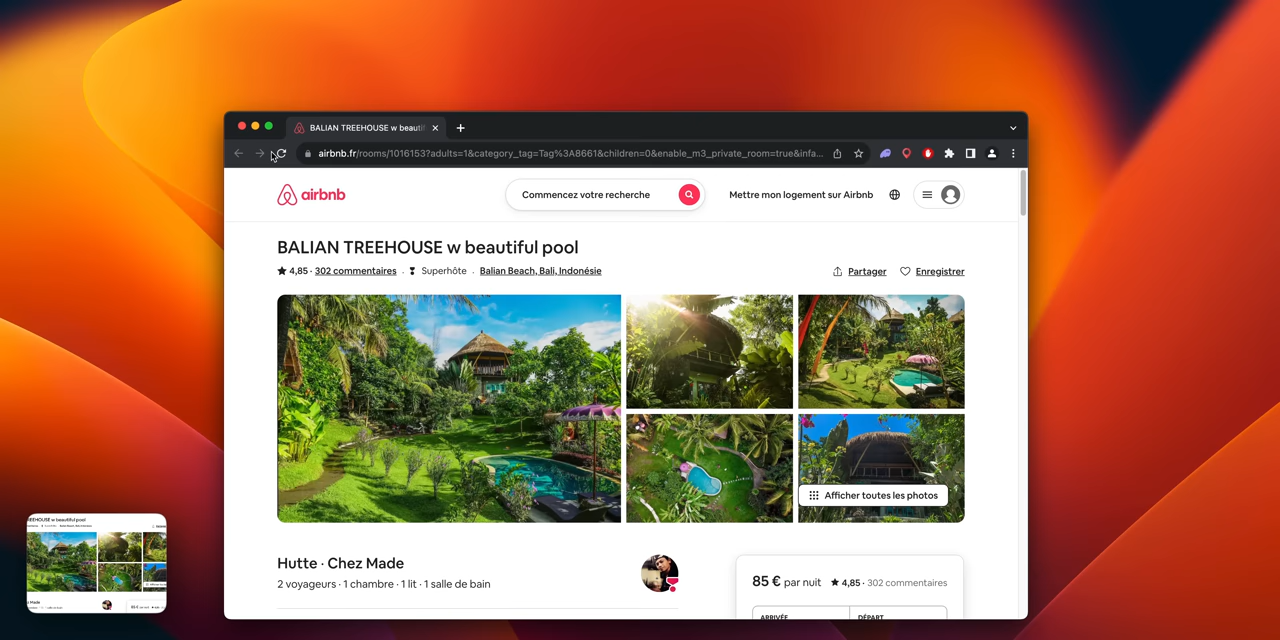 BALIAN TREEHOUSE w beautif
airbnb.fr/rooms/1016153?adults=1&category_tag=Tag%3A8661&children=0&enable_m3_private_room=true&infa...
airbnb
Commencez votre recherche
Mettre mon logement sur Airbnb
BALIAN TREEHOUSE w beautiful pool
4,85 · 302 commentaires · Superhôte · Balian Beach, Bali, Indonésie
Partager
Enregistrer
Afficher toutes les photos
Hutte · Chez Made
2 voyageurs · 1 chambre · 1 lit · 1 salle de bain
85 € par nuit
4,85 · 302 commentaires
ARRIVÉE
DÉPART
REEHOUSE w beautiful pool